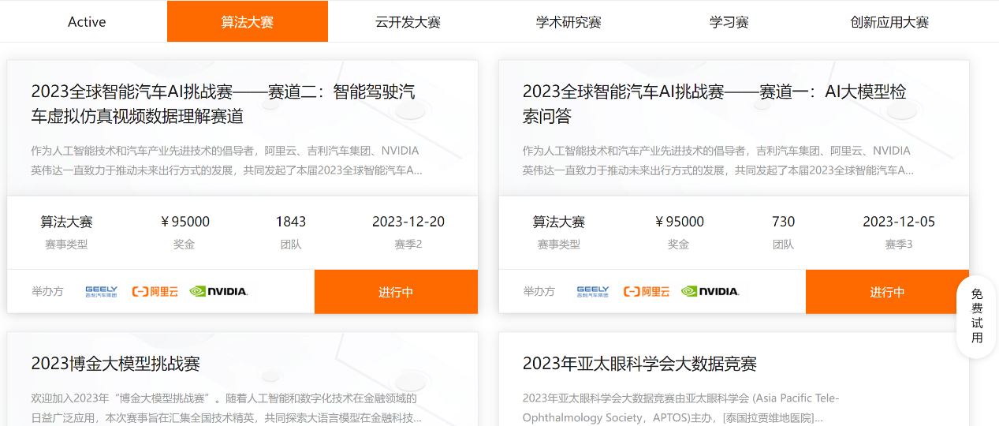 Active 算法大赛 云开发大赛 学术研究赛 学习赛 创新应用大赛
2023全球智能汽车AI挑战赛——赛道二：智能驾驶汽
车虚拟仿真视频数据理解赛道
作为人工智能技术和汽车产业先进技术的倡导者，阿里云、吉利汽车集团、NVIDIA
英伟达一直致力于推动未来出行方式的发展，共同发起了本届2023全球智能汽车A...
算法大赛 ￥95000 1843 2023-12-20
赛事类型 奖金 团队 赛季2
举办方 GEELY 吉利汽车集团 阿里云 NVIDIA. 进行中
2023全球智能汽车AI挑战赛——赛道一：AI大模型检
索问答
作为人工智能技术和汽车产业先进技术的倡导者，吉利汽车集团、阿里云、NVIDIA
英伟达一直致力于推动未来出行方式的发展，共同发起了本届2023全球智能汽车A...
算法大赛 ￥95000 730 2023-12-05
赛事类型 奖金 团队 赛季3
举办方 GEELY 吉利汽车集团 阿里云 NVIDIA. 进行中
免
费
试
用
2023博金大模型挑战赛
欢迎加入2023年“博金大模型挑战赛”。随着人工智能和数字化技术在金融领域的
日益广泛应用，本次赛事旨在汇集全国技术精英，共同探索大语言模型在金融科技...
2023年亚太眼科学会大数据竞赛
2023年亚太眼科学会大数据竞赛由亚太眼科学会 (Asia Pacific Tele-
Ophthalmology Society，APTOS)主办，[泰国拉贾维地医院]...